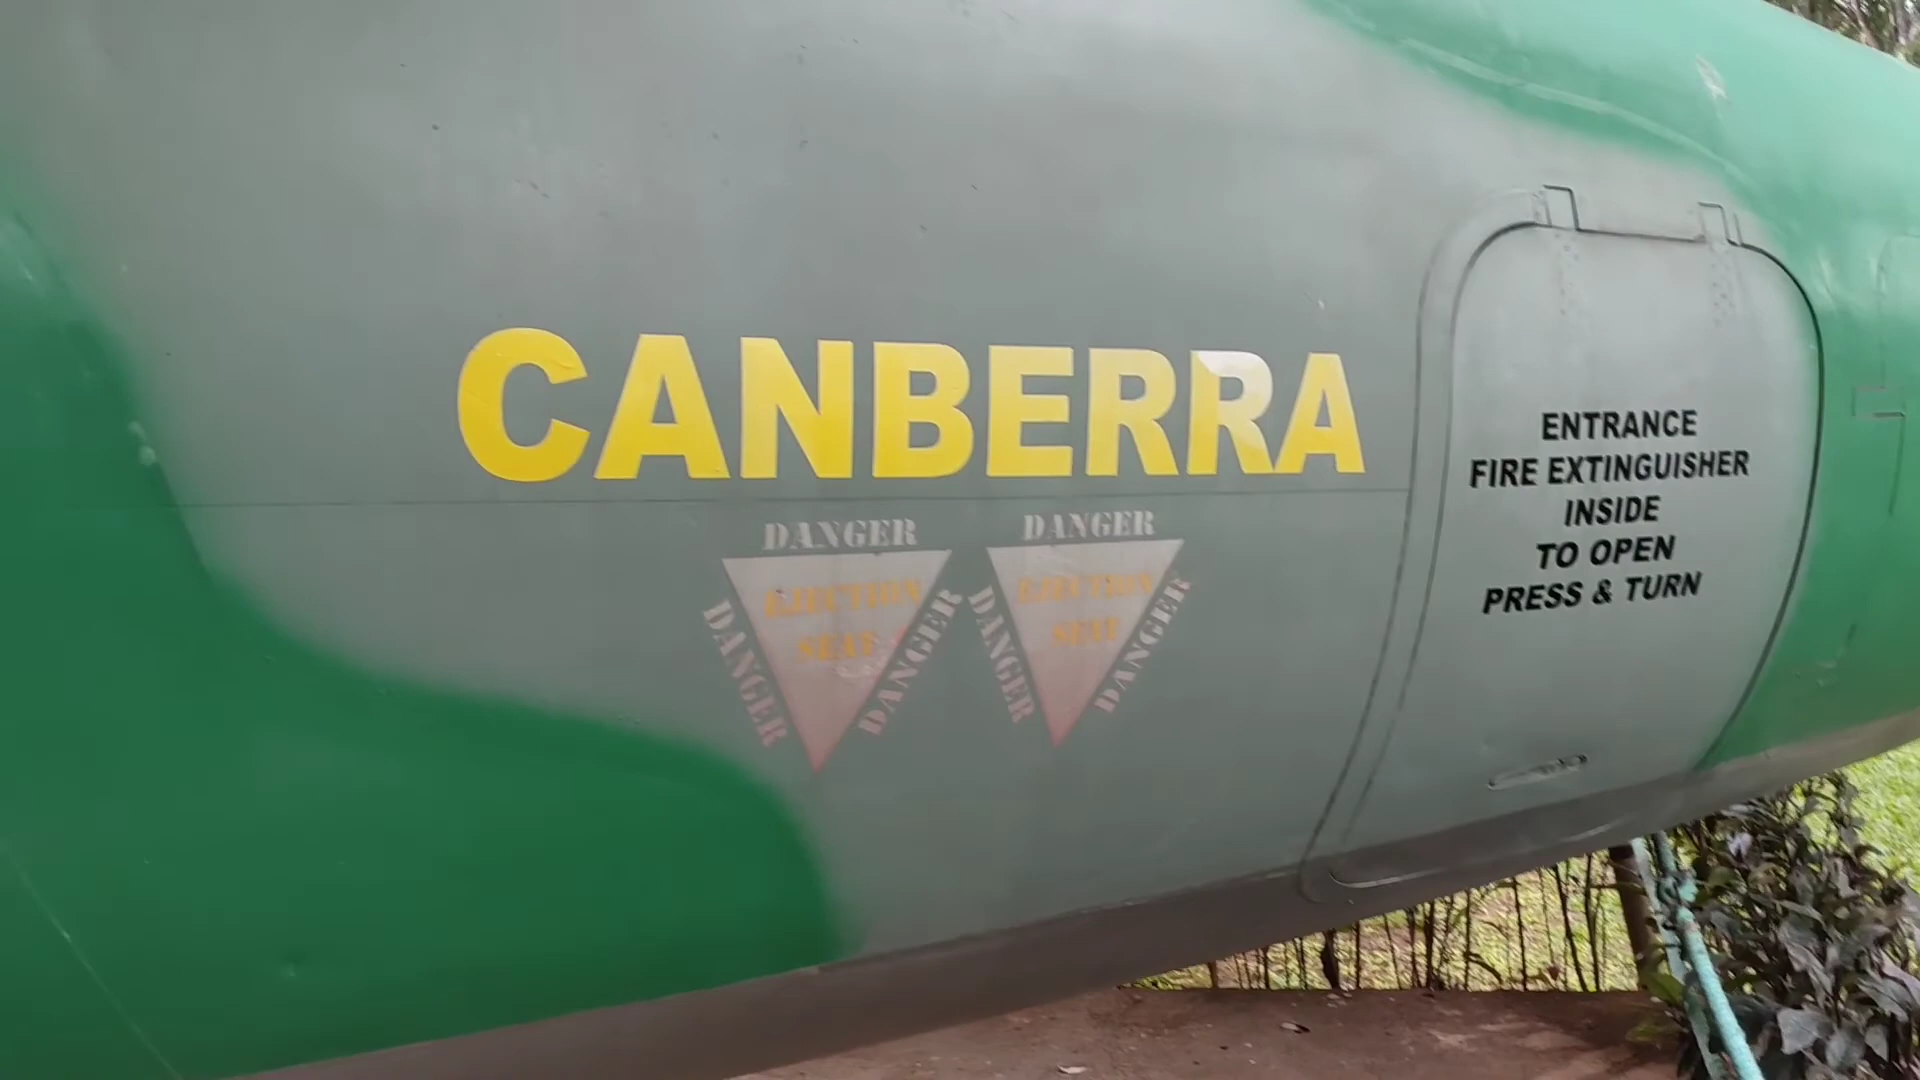 CANBERRA
DANGER
EJECTION
SEAT
DANGER
DANGER
DANGER
EJECTION
SEAT
DANGER
DANGER
ENTRANCE
FIRE EXTINGUISHER
INSIDE
TO OPEN
PRESS & TURN